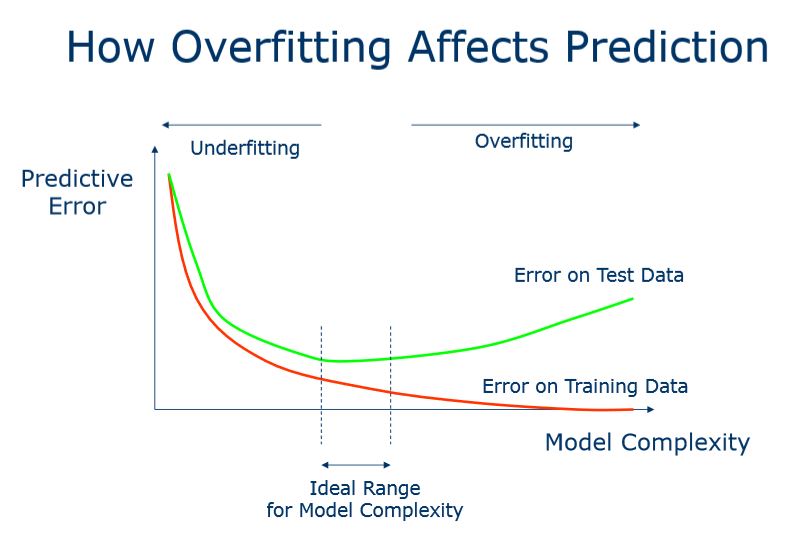 How Overfitting Affects Prediction
Underfitting
Overfitting
Predictive
Error
Error on Test Data
Error on Training Data
Model Complexity
Ideal Range
for Model Complexity